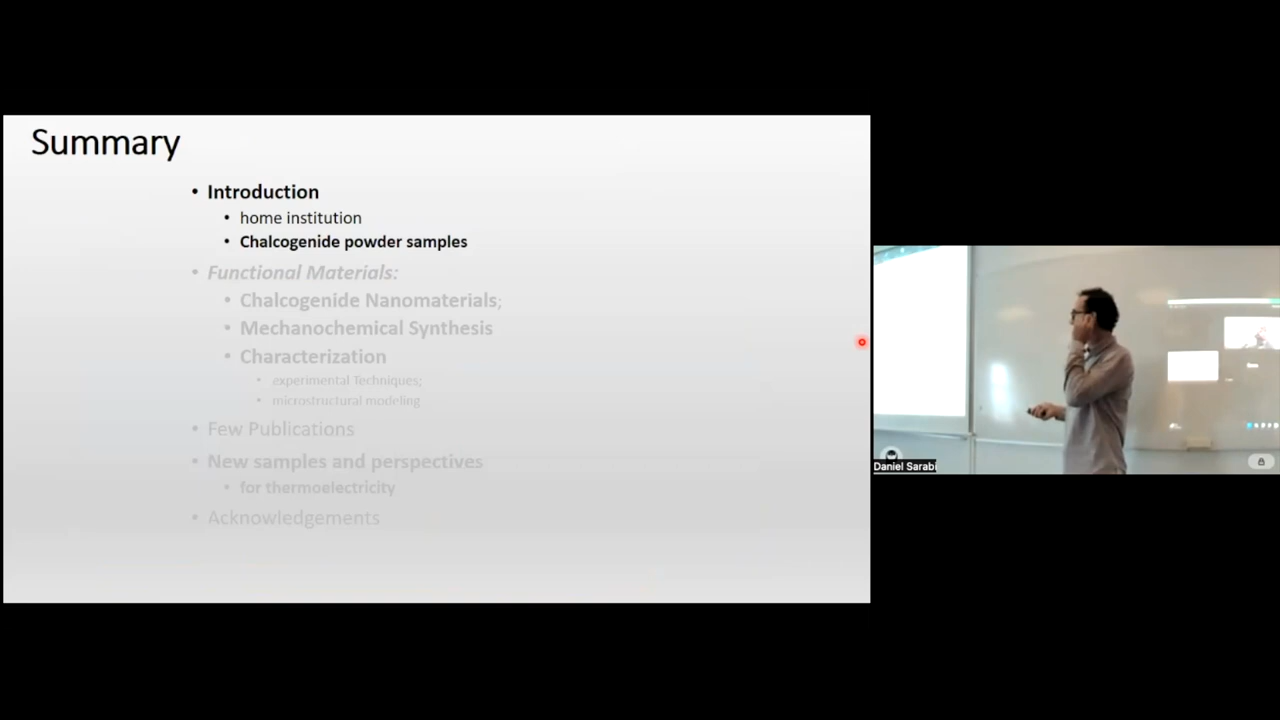 Summary
• Introduction
• home institution
• Chalcogenide powder samples
• Functional Materials:
• Chalcogenide Nanomaterials;
• Mechanochemical Synthesis
• Characterization
• experimental Techniques;
• microstructural modeling
• Few Publications
• New samples and perspectives
• for thermoelectricity
• Acknowledgements
Daniel Sarabi